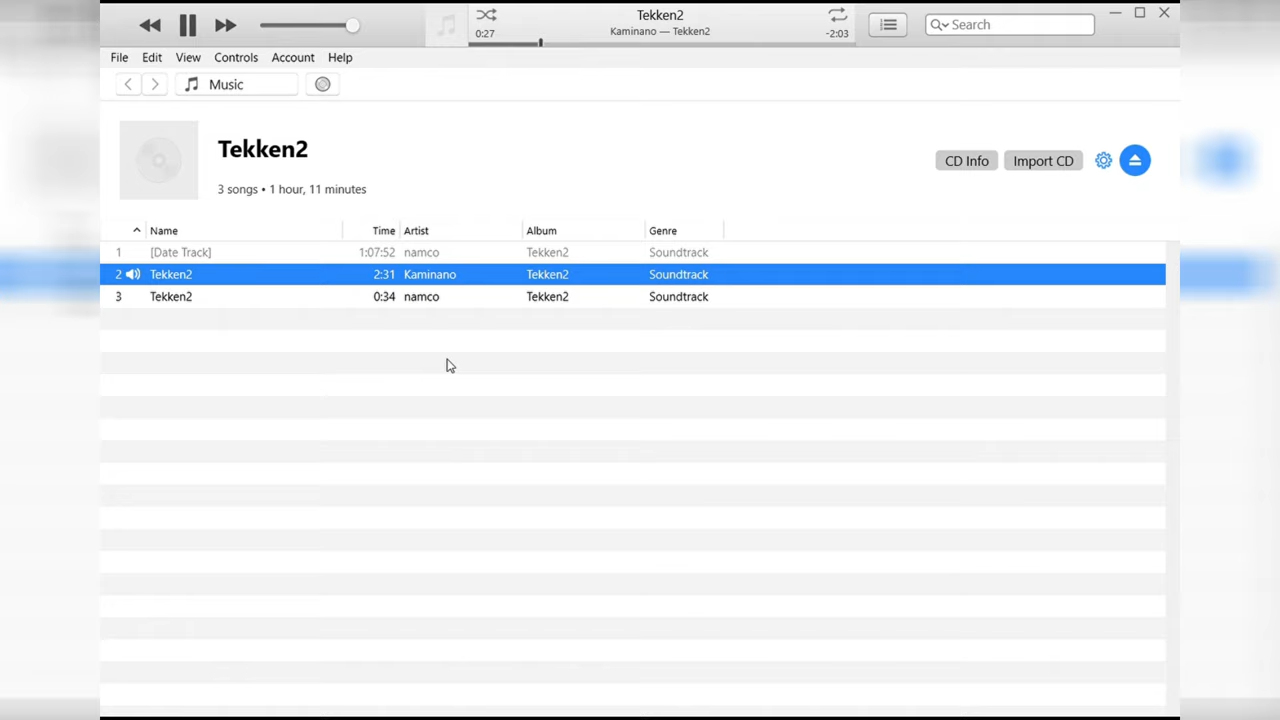 Tekken2
Kaminano — Tekken2
0:27
-2:03
Search
File Edit View Controls Account Help
Music
Tekken2
3 songs • 1 hour, 11 minutes
CD Info Import CD
Name Time Artist Album Genre
1 [Date Track] 1:07:52 namco Tekken2 Soundtrack
2 Tekken2 2:31 Kaminano Tekken2 Soundtrack
3 Tekken2 0:34 namco Tekken2 Soundtrack